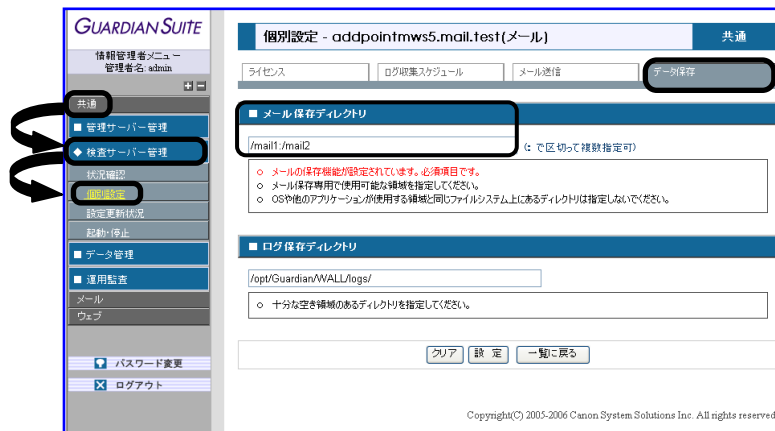 GUARDIAN SUITE
情報管理者メニュー
管理者名: admin
共通
■ 管理サーバー管理
◆ 検査サーバー管理
状況確認
個別設定
設定更新状況
起動・停止
■ データ管理
■ 運用監査
メール
ウェブ
パスワード変更
ログアウト
個別設定 - addpointmws5.mail.test(メール)
共通
ライセンス
ログ収集スケジュール
メール送信
データ保存
■ メール保存ディレクトリ
/mail1:/mail2
(: で区切って複数指定可)
○ メールの保存機能が設定されています。必須項目です。
○ メール保存専用で使用可能な領域を指定してください。
○ OSや他のアプリケーションが使用する領域と同じファイルシステム上にあるディレクトリは指定しないでください。
■ ログ保存ディレクトリ
/opt/Guardian/WALL/logs/
○ 十分な空き領域のあるディレクトリを指定してください。
クリア
設 定
一覧に戻る
Copyright(C) 2005-2006 Canon System Solutions Inc. All rights reserved